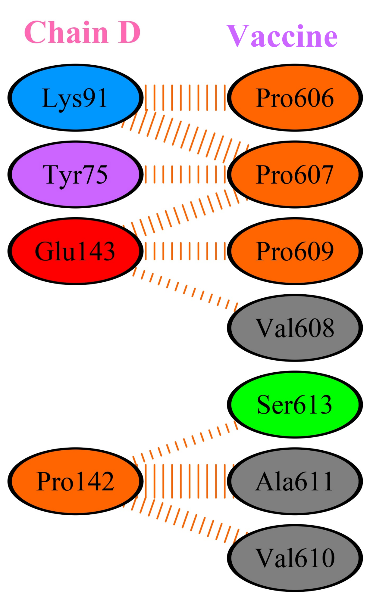 Chain D Vaccine
Lys91 Pro606
Tyr75 Pro607
Glu143 Pro609
Val608
Ser613
Pro142 Ala611
Val610